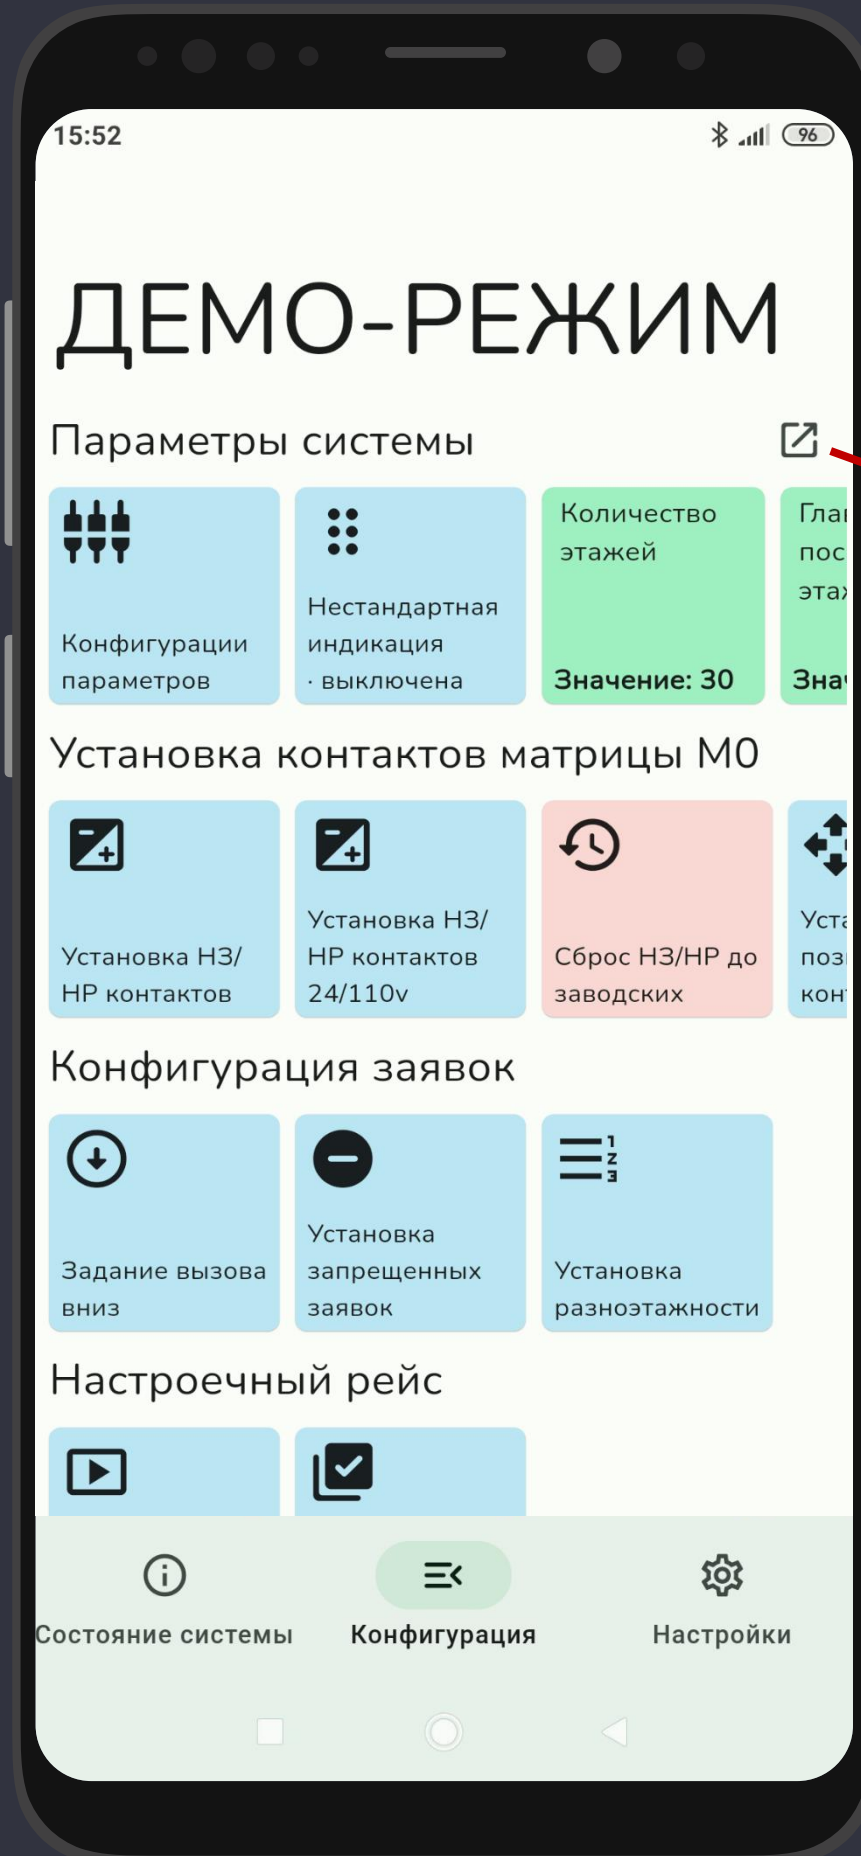 15:52
96
ДЕМО-РЕЖИМ
Параметры системы
Конфигурации
параметров
Нестандартная
индикация
· выключена
Количество
этажей
Значение: 30
Установка контактов матрицы М0
Установка НЗ/
НР контактов
Установка НЗ/
НР контактов
24/110v
Сброс НЗ/НР до
заводских
Конфигурация заявок
Задание вызова
вниз
Установка
запрещенных
заявок
Установка
разноэтажности
Настроечный рейс
Состояние системы
Конфигурация
Настройки